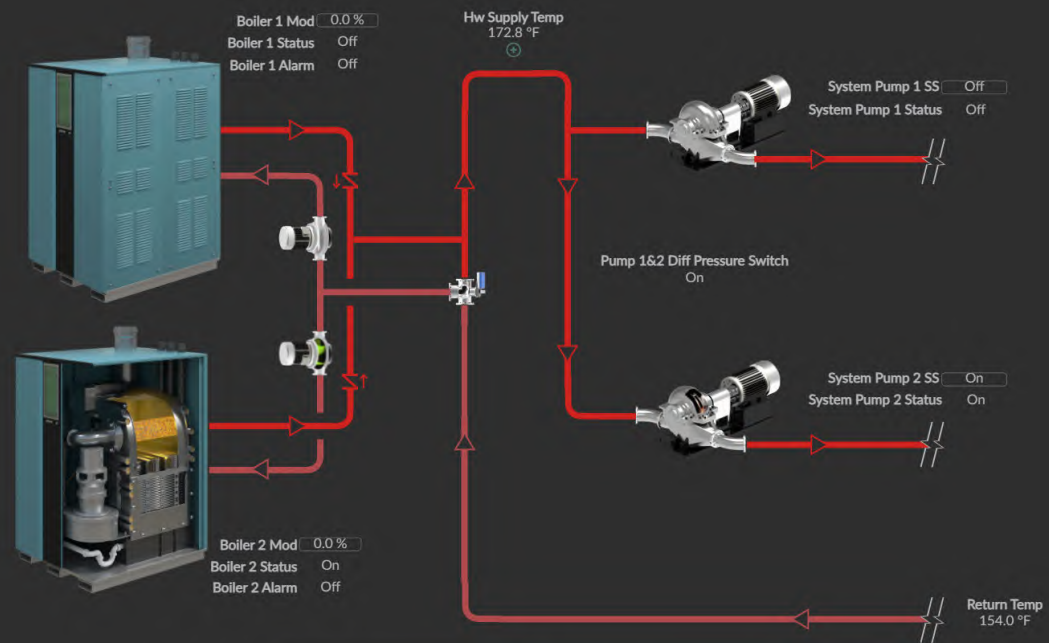 Boiler 1 Mod 0.0 %
Boiler 1 Status Off
Boiler 1 Alarm Off
Hw Supply Temp
172.8 °F
System Pump 1 SS Off
System Pump 1 Status Off
Pump 1&2 Diff Pressure Switch
On
System Pump 2 SS On
System Pump 2 Status On
Boiler 2 Mod 0.0 %
Boiler 2 Status On
Boiler 2 Alarm Off
Return Temp
154.0 °F